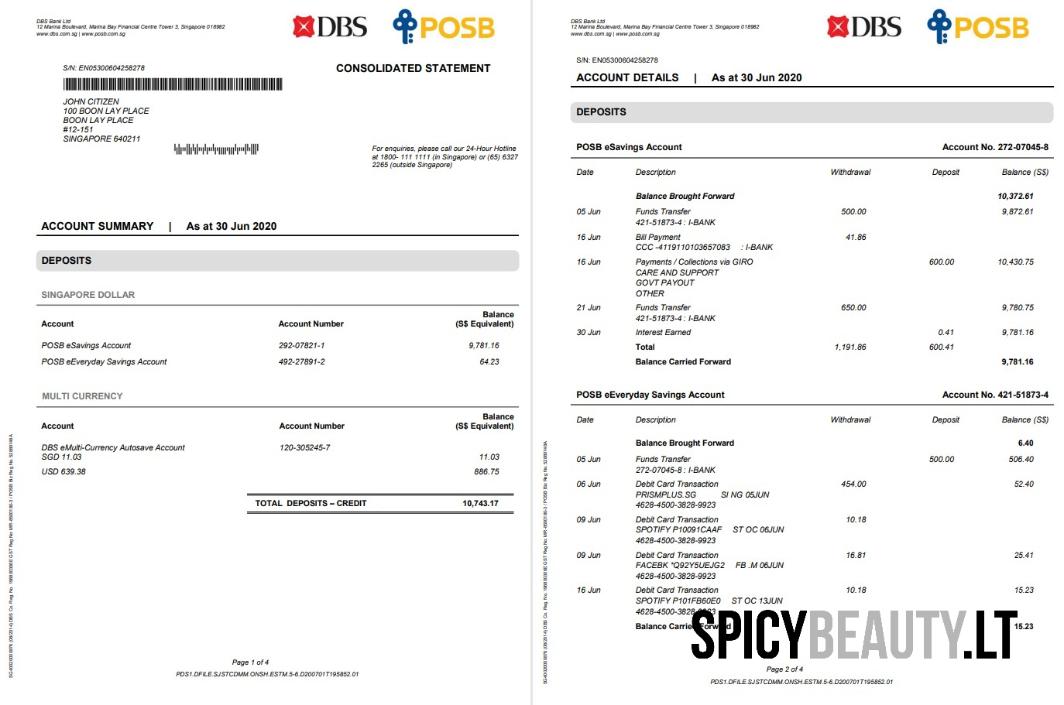 DBS Bank Ltd
12 Marina Boulevard, Marina Bay Financial Centre Tower 3, Singapore 018982
www.dbs.com.sg | www.posb.com.sg
DBS POSB
S/N: EN05300604258278
CONSOLIDATED STATEMENT
JOHN CITIZEN
100 BOON LAY PLACE
BOON LAY PLACE
#12-151
SINGAPORE 640211
For enquiries, please call our 24-Hour Hotline
at 1800- 111 1111 (in Singapore) or (65) 6327
2265 (outside Singapore)
ACCOUNT SUMMARY | As at 30 Jun 2020
DEPOSITS
SINGAPORE DOLLAR
Balance
Account Account Number (S$ Equivalent)
POSB eSavings Account 292-07821-1 9,781.16
POSB eEveryday Savings Account 492-27891-2 64.23
MULTI CURRENCY
Balance
Account Account Number (S$ Equivalent)
DBS eMulti-Currency Autosave Account 120-305245-7
SGD 11.03 11.03
USD 639.38 886.75
TOTAL DEPOSITS – CREDIT 10,743.17
Page 1 of 4
PDS1.DFILE.SJSTCDMM.ONSH.ESTM.5-6.D200701T195852.01
DBS Bank Ltd
12 Marina Boulevard, Marina Bay Financial Centre Tower 3, Singapore 018982
www.dbs.com.sg | www.posb.com.sg
DBS POSB
S/N: EN05300604258278
ACCOUNT DETAILS | As at 30 Jun 2020
DEPOSITS
POSB eSavings Account Account No. 272-07045-8
Date Description Withdrawal Deposit Balance (S$)
Balance Brought Forward 10,372.61
05 Jun Funds Transfer 500.00 9,872.61
421-51873-4 : I-BANK
16 Jun Bill Payment 41.86
CCC -4119110103657083 : I-BANK
16 Jun Payments / Collections via GIRO 600.00 10,430.75
CARE AND SUPPORT
GOVT PAYOUT
OTHER
21 Jun Funds Transfer 650.00 9,780.75
421-51873-4 : I-BANK
30 Jun Interest Earned 0.41 9,781.16
Total 1,191.86 600.41
Balance Carried Forward 9,781.16
POSB eEveryday Savings Account Account No. 421-51873-4
Date Description Withdrawal Deposit Balance (S$)
Balance Brought Forward 6.40
05 Jun Funds Transfer 500.00 506.40
272-07045-8 : I-BANK
06 Jun Debit Card Transaction 454.00 52.40
PRISMPLUS.SG SI NG 05JUN
4628-4500-3828-9923
09 Jun Debit Card Transaction 10.18
SPOTIFY P10091CAAF ST OC 06JUN
4628-4500-3828-9923
09 Jun Debit Card Transaction 16.81 25.41
FACEBK *Q92Y5UEJG2 FB .M 06JUN
4628-4500-3828-9923
16 Jun Debit Card Transaction 10.18 15.23
SPOTIFY P101FB60E0 ST OC 13JUN
4628-4500-3828-9923
Balance Carried Forward 15.23
SPICYBEAUTY.LT
Page 2 of 4
PDS1.DFILE.SJSTCDMM.ONSH.ESTM.5-6.D200701T195852.01